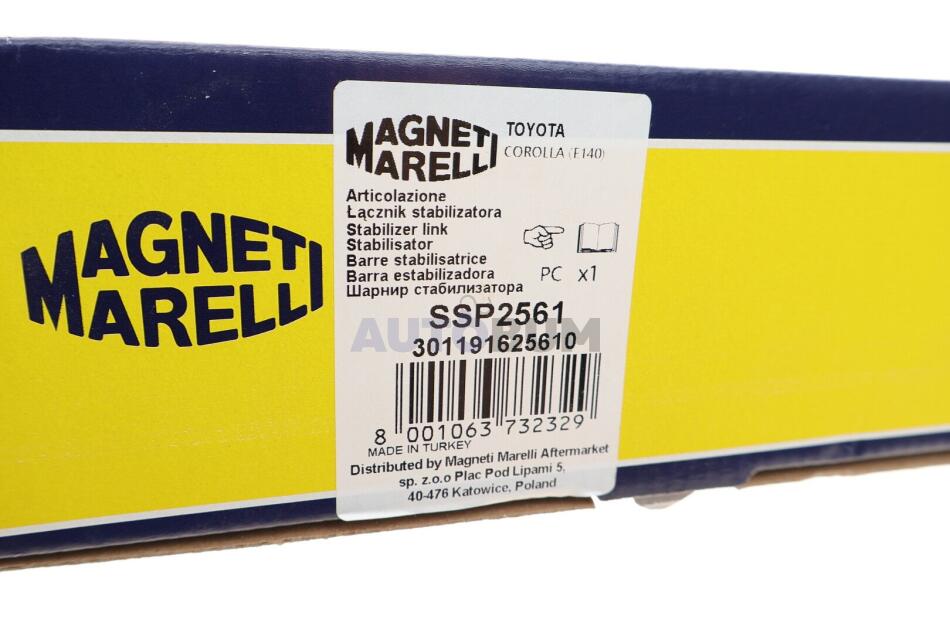 MAGNETI
MARELLI
MAGNETI
MARELLI
TOYOTA
COROLLA (E140)
Articolazione
Łącznik stabilizatora
Stabilizer link
Stabilisator
Barre stabilisatrice
Barra estabilizadora
Шарнир стабилизатора
PC x1
SSP2561
AUTODUM
301191625610
8 001063 732329
MADE IN TURKEY
Distributed by Magneti Marelli Aftermarket
sp. z.o.o Plac Pod Lipami 5,
40-476 Katowice, Poland